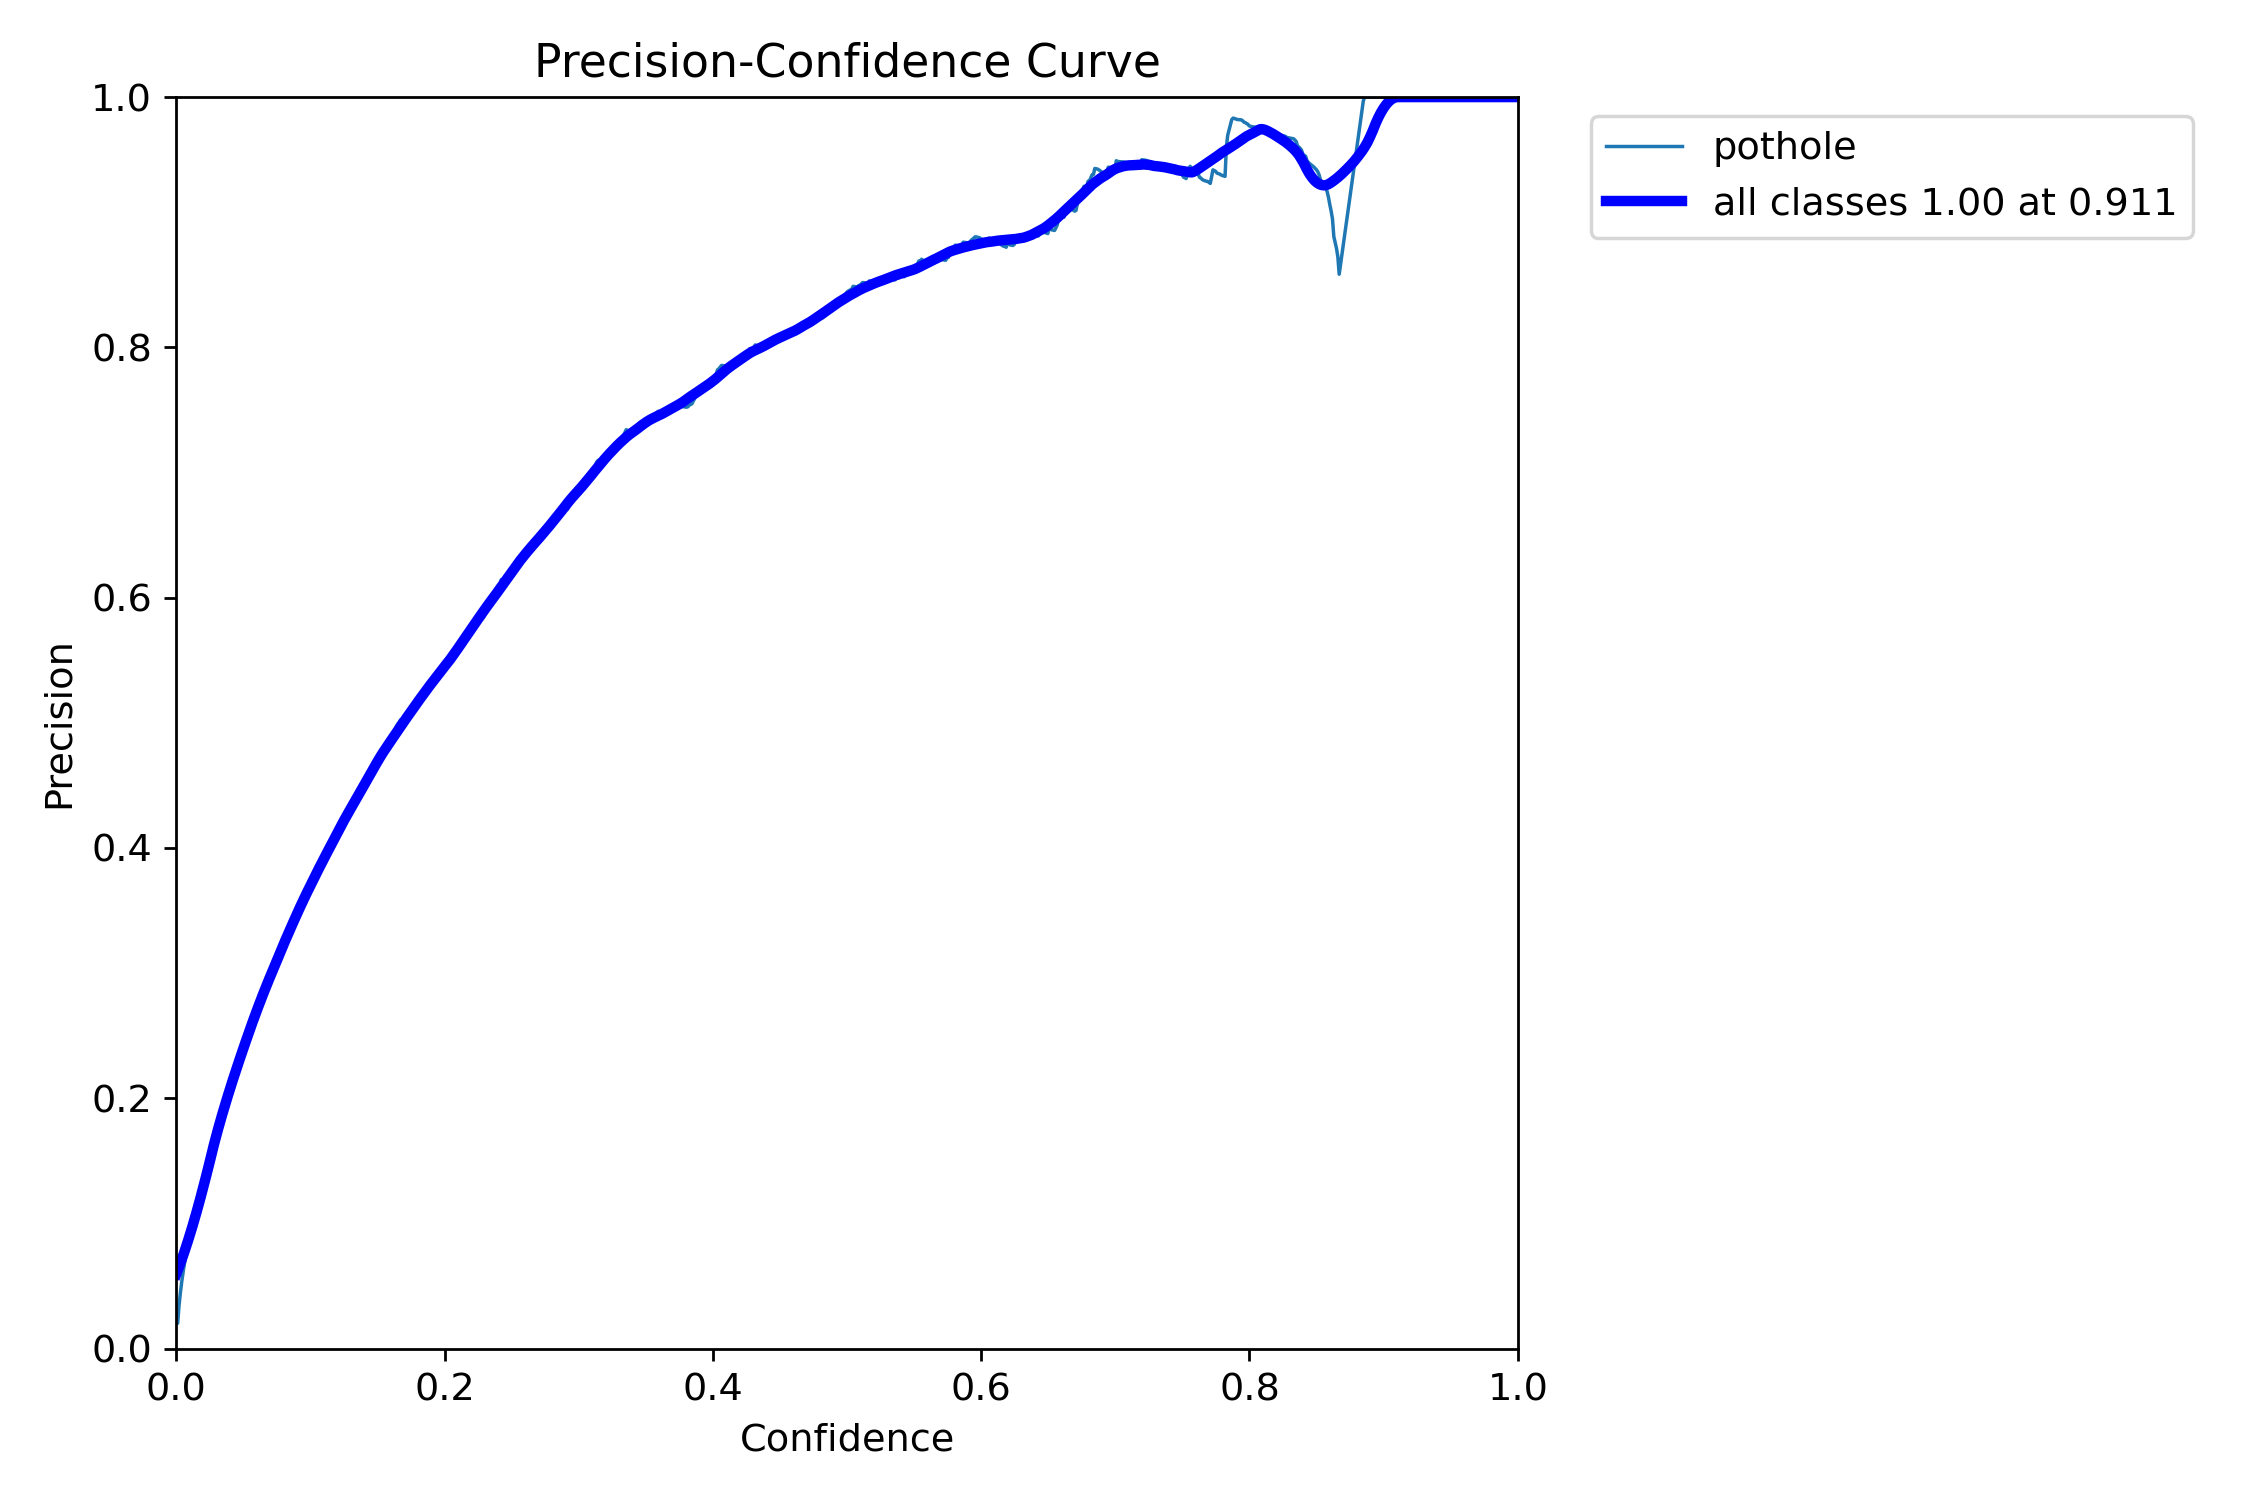 Precision-Confidence Curve
1.0
0.8
0.6
0.4
0.2
0.0
Precision
0.0 0.2 0.4 0.6 0.8 1.0
Confidence
pothole
all classes 1.00 at 0.911